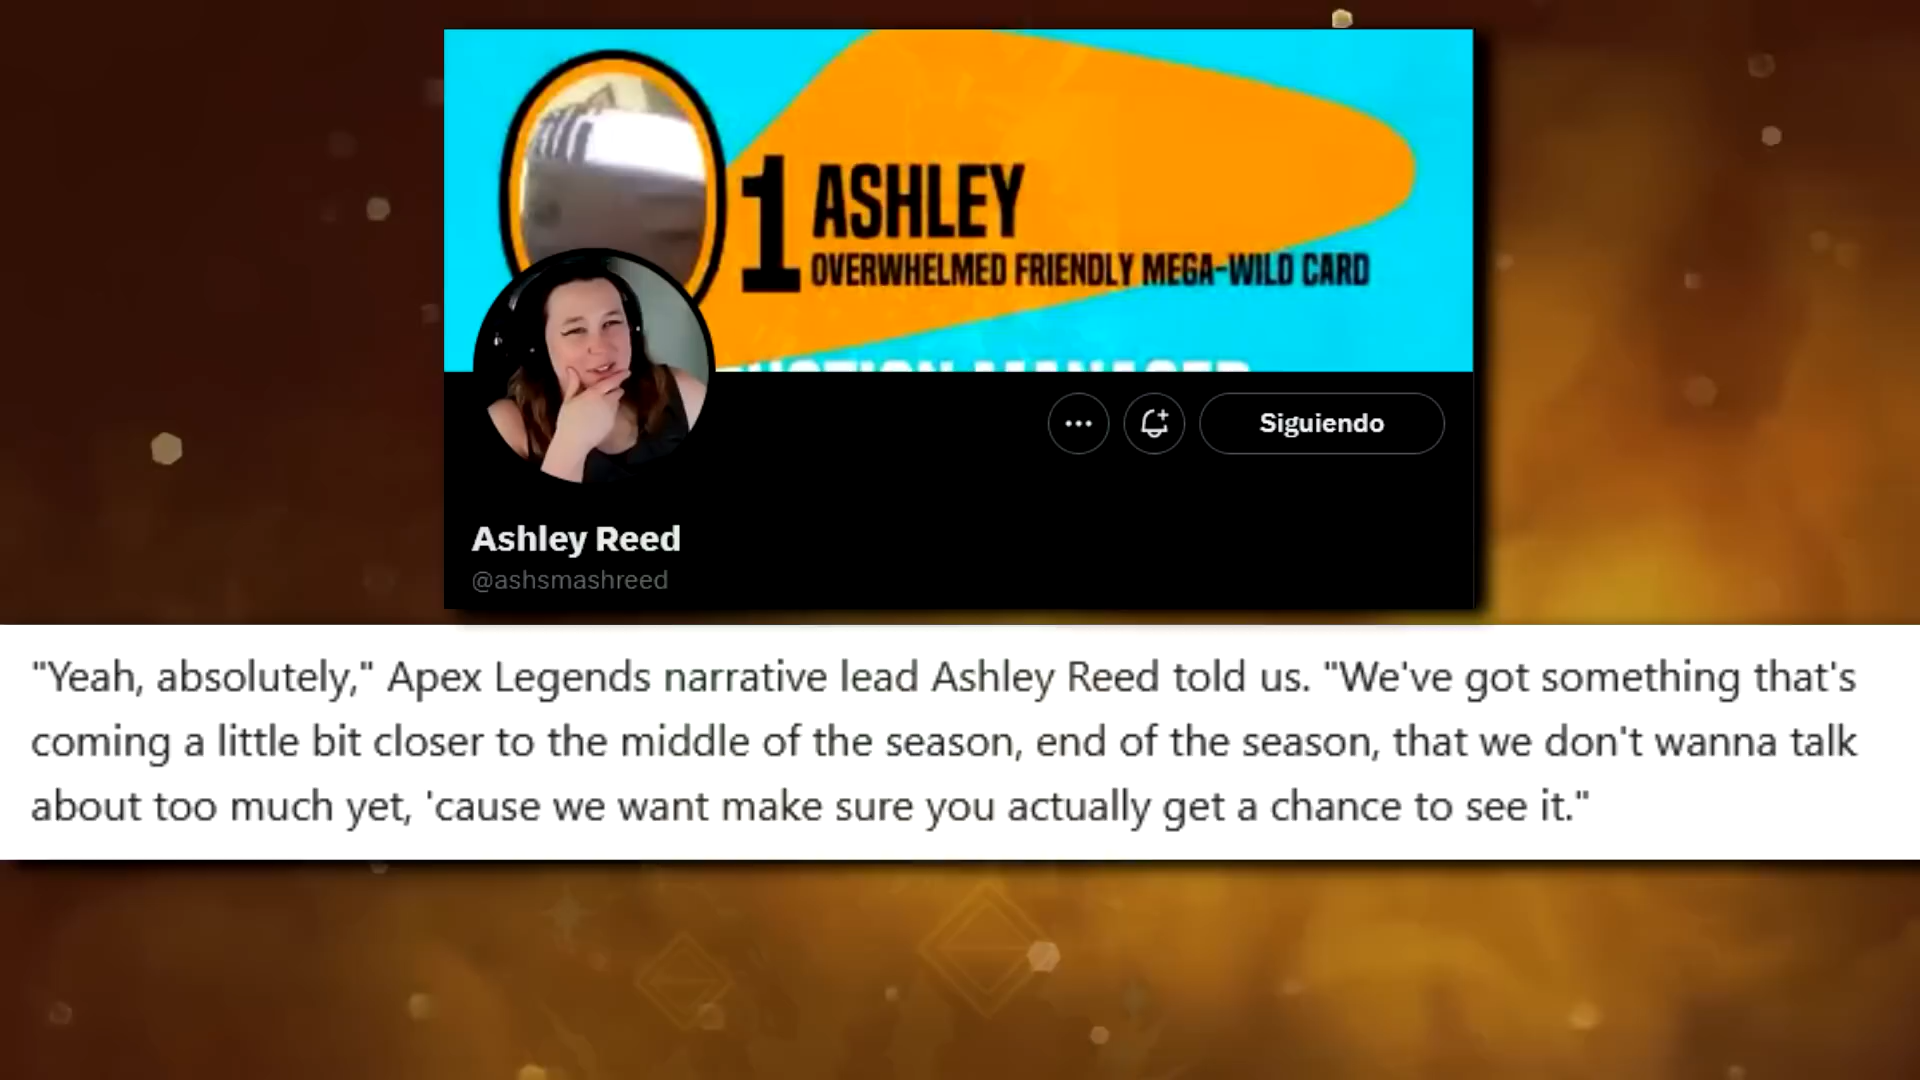 1 ASHLEY
OVERWHELMED FRIENDLY MEGA-WILD CARD
MANAGER
Siguiendo
Ashley Reed
@ashsmashreed
"Yeah, absolutely," Apex Legends narrative lead Ashley Reed told us. "We've got something that's
coming a little bit closer to the middle of the season, end of the season, that we don't wanna talk
about too much yet, 'cause we want make sure you actually get a chance to see it."